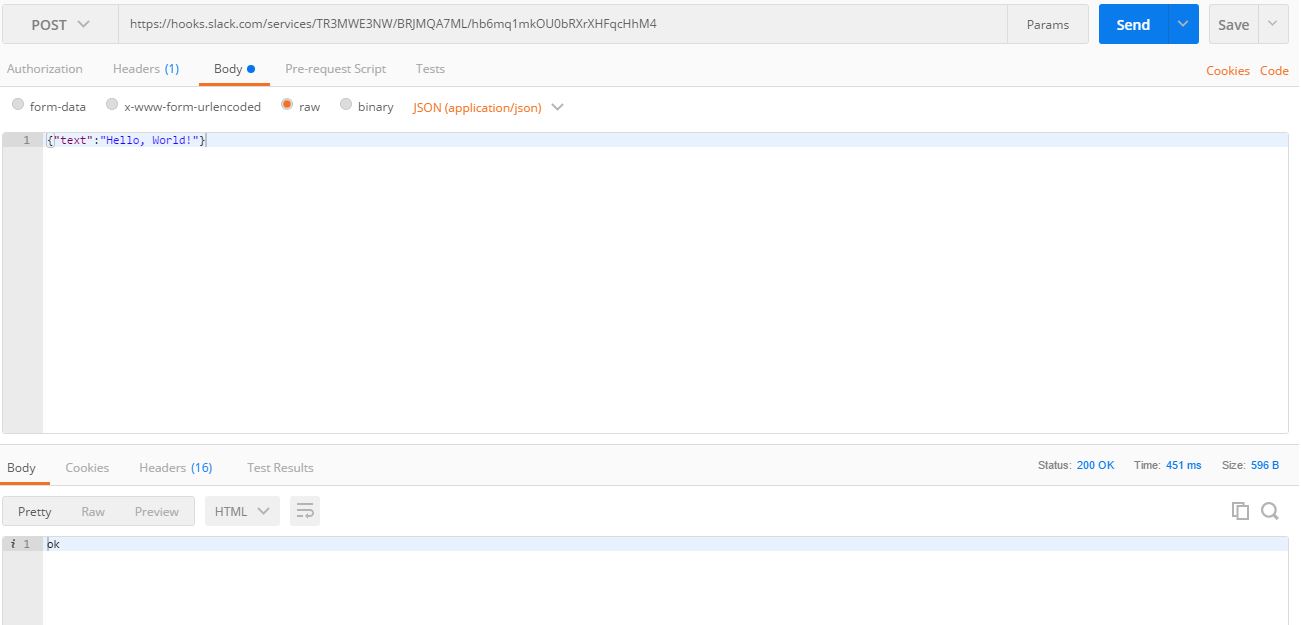 POST https://hooks.slack.com/services/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 Params Send Save
Authorization Headers (1) Body Pre-request Script Tests Cookies Code
form-data x-www-form-urlencoded raw binary JSON (application/json)
1 {"text":"Hello, World!"}
Body Cookies Headers (16) Test Results Status: 200 OK Time: 451 ms Size: 596 B
Pretty Raw Preview HTML
i 1 ok